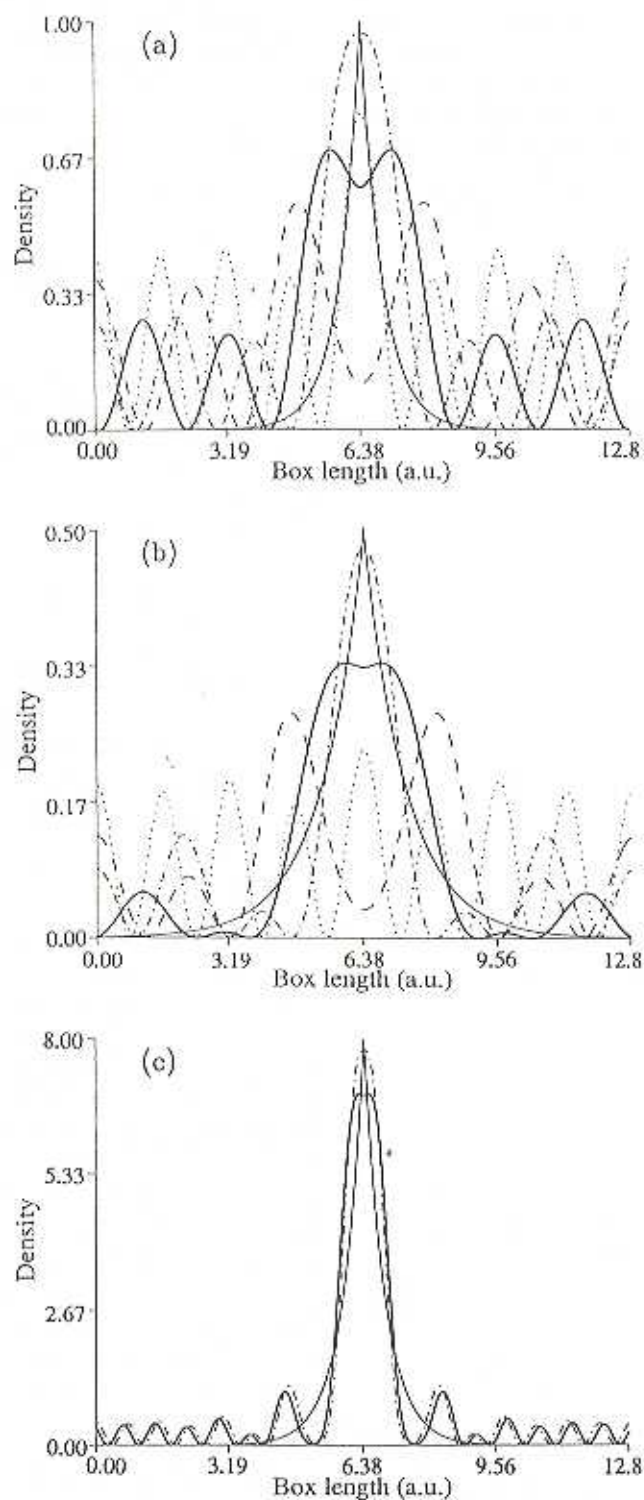 1.00
(a)
0.67
Density
0.33
0.00
0.00 3.19 6.38 9.56 12.8
Box length (a.u.)
0.50
(b)
0.33
Density
0.17
0.00
0.00 3.19 6.38 9.56 12.8
Box length (a.u.)
8.00
(c)
5.33
Density
2.67
0.00
0.00 3.19 6.38 9.56 12.8
Box length (a.u.)